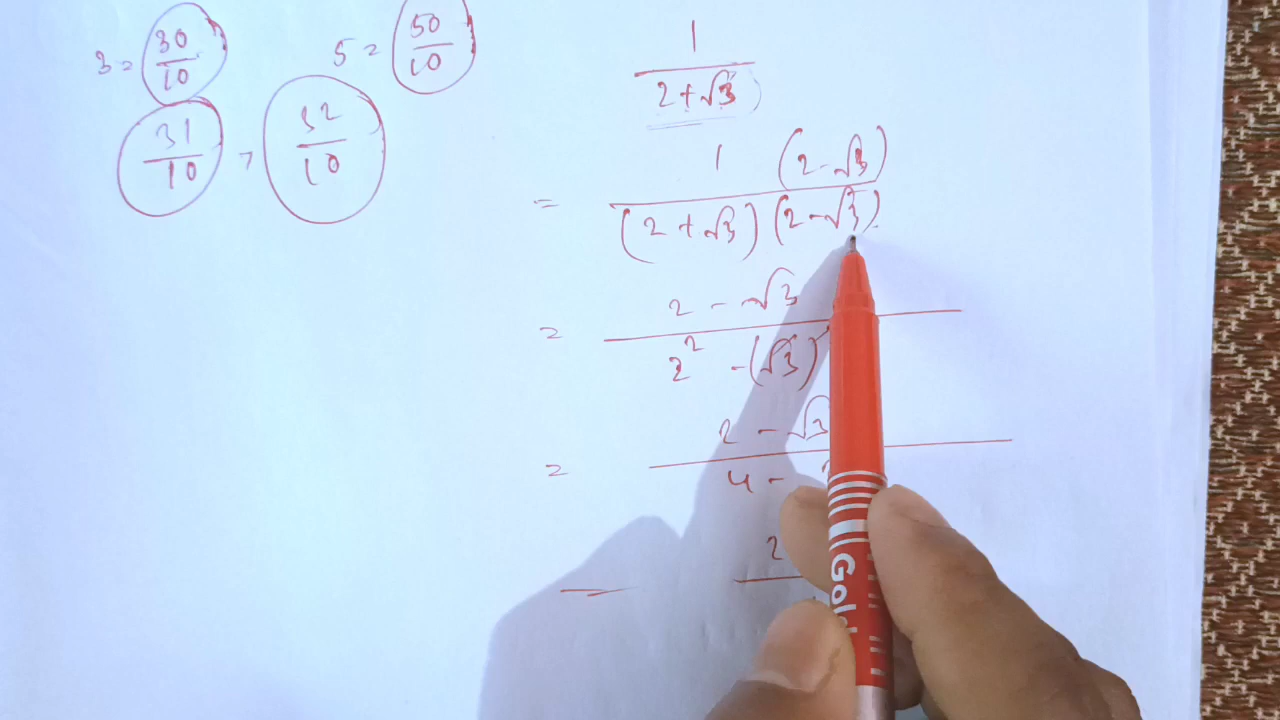 3 = 30/10 5 = 50/10
31/10 , 32/10
1/(2+√3)
= 1 (2-√3)/(2+√3)(2-√3)
= 2-√3/2² -(√3)²
= 2-√3/4-
= 2
Gold